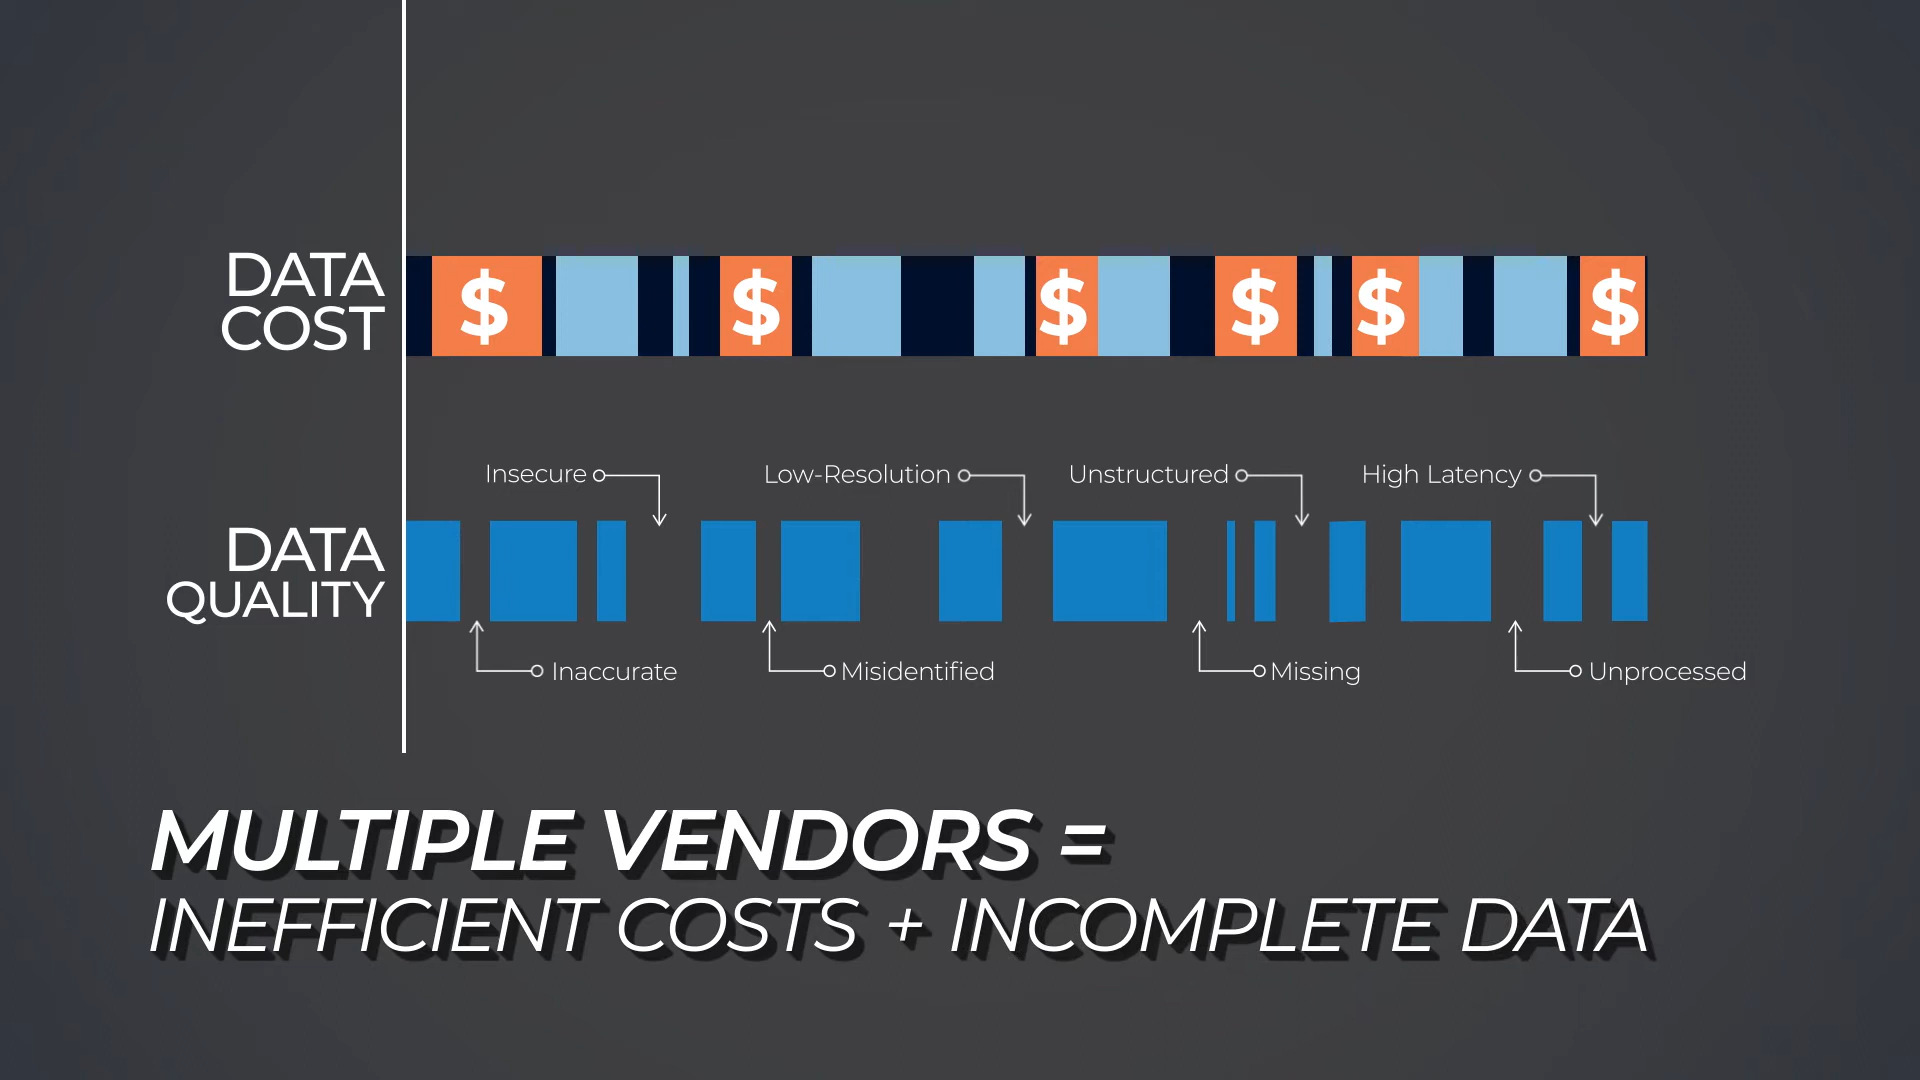 DATA
COST
$ $ $ $ $ $
Insecure Low-Resolution Unstructured High Latency
DATA
QUALITY
Inaccurate Misidentified Missing Unprocessed
MULTIPLE VENDORS =
INEFFICIENT COSTS + INCOMPLETE DATA